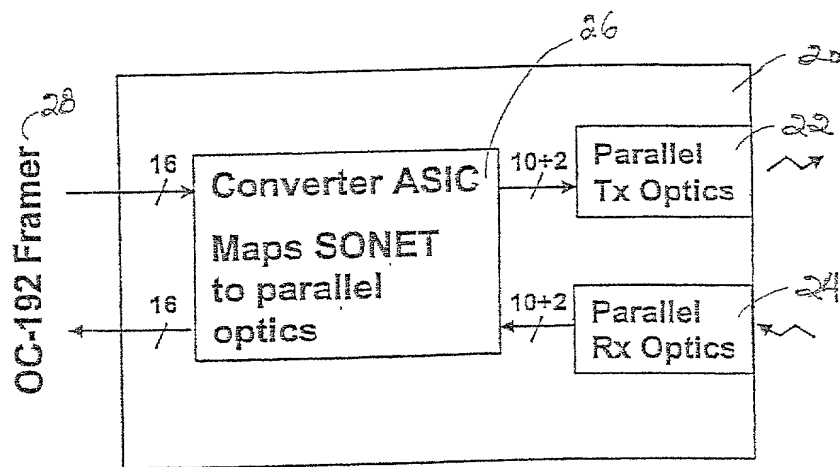 26
20
28
22
OC-192 Framer
16
Converter ASIC
Maps SONET
to parallel
optics
10+2
Parallel
Tx Optics
16
10+2
24
Parallel
Rx Optics